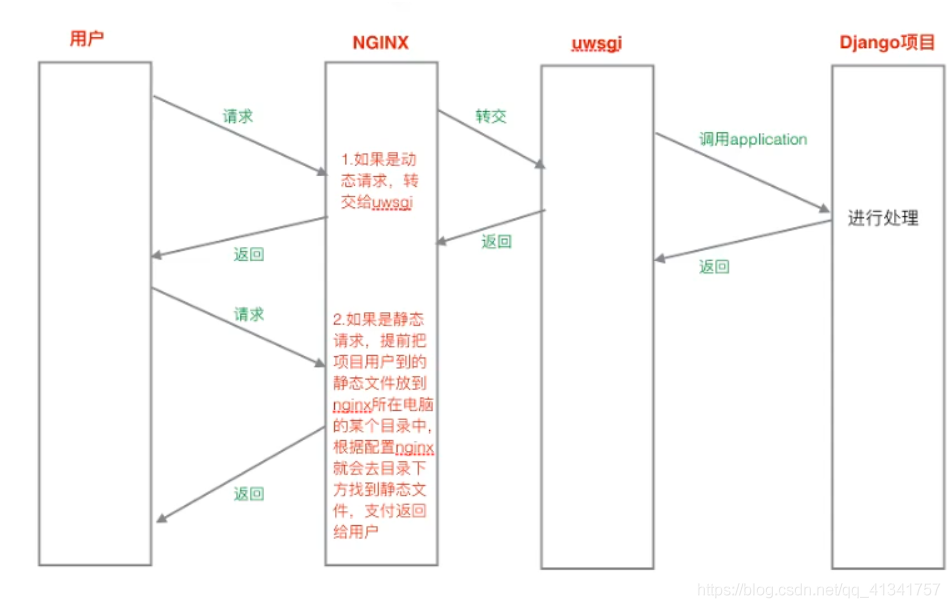 用户
NGINX
uwsgi
Django项目
请求
转交
调用application
1.如果是动
态请求，转
交给uwsgi
进行处理
返回
返回
返回
请求
2.如果是静态
请求，提前把
项目用户到的
静态文件放到
nginx所在电脑
的某个目录中，
根据配置nginx
就会去目录下
方找到静态文
件，支付返回
给用户
返回
https://blog.csdn.net/qq_41341757